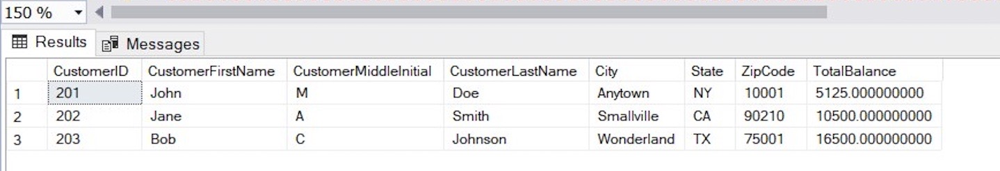 150 %
Results Messages
CustomerID CustomerFirstName CustomerMiddleInitial CustomerLastName City State ZipCode TotalBalance
1 201 John M Doe Anytown NY 10001 5125.000000000
2 202 Jane A Smith Smallville CA 90210 10500.000000000
3 203 Bob C Johnson Wonderland TX 75001 16500.000000000